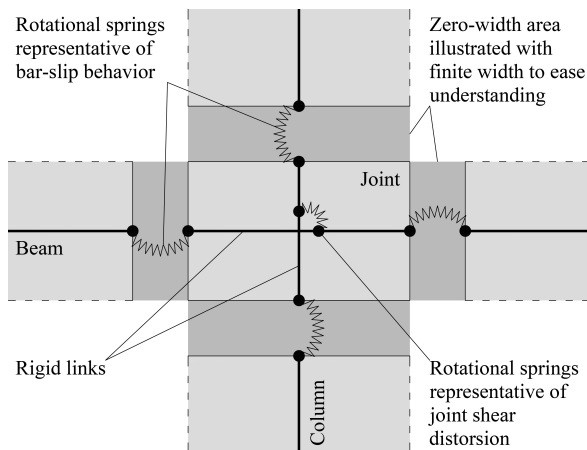 Rotational springs
representative of
bar-slip behavior
Zero-width area
illustrated with
finite width to ease
understanding
Joint
Beam
Rigid links
Column
Rotational springs
representative of
joint shear
distorsion